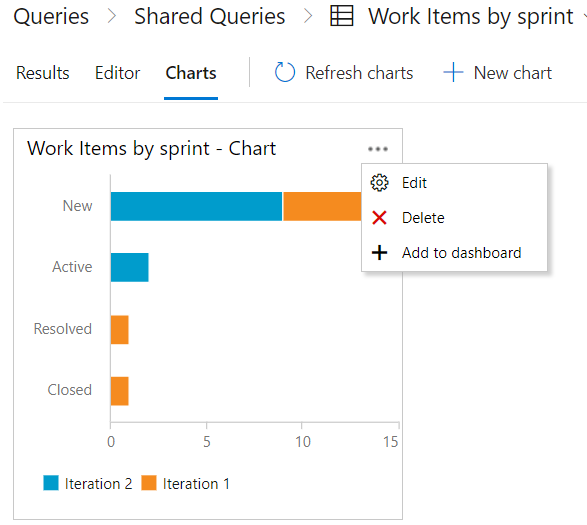 Queries > Shared Queries > Work Items by sprint
Results Editor Charts Refresh charts + New chart
Work Items by sprint - Chart
Edit
Delete
Add to dashboard
New
Active
Resolved
Closed
0 5 10 15
Iteration 2 Iteration 1